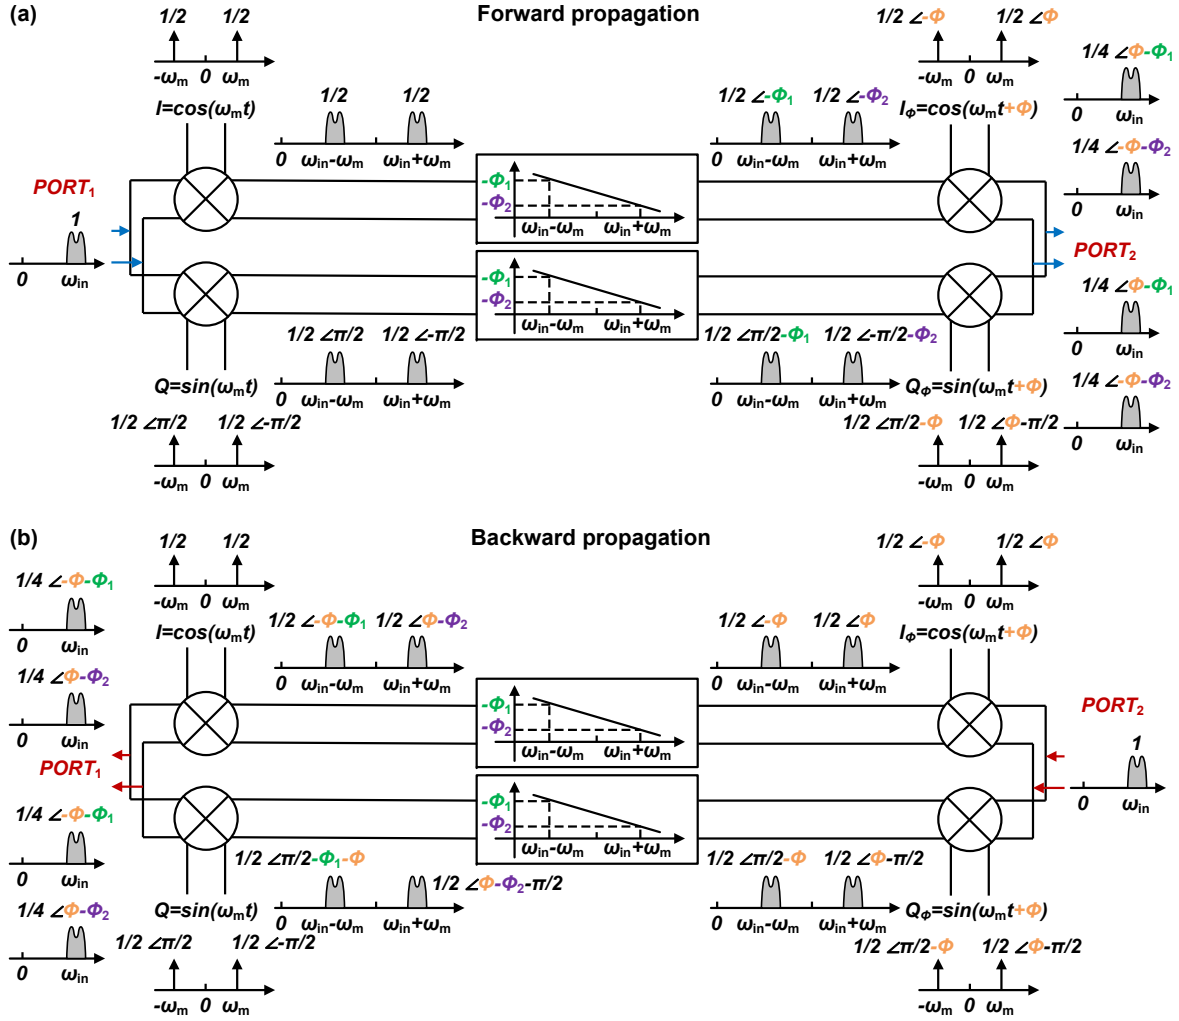 (a) Forward propagation
1/2 1/2
-ωm 0 ωm
I=cos(ωmt)
1/2 ∠-Φ 1/2 ∠Φ
-ωm 0 ωm
IΦ=cos(ωmt+Φ)
1/2 1/2
0 ωin-ωm ωin+ωm
1/2 ∠-Φ1 1/2 ∠-Φ2
0 ωin-ωm ωin+ωm
1/4 ∠Φ-Φ1
0 ωin
1/4 ∠-Φ-Φ2
0 ωin
PORT1
1
0 ωin
-Φ1
-Φ2
ωin-ωm ωin+ωm
-Φ1
-Φ2
ωin-ωm ωin+ωm
PORT2
1/4 ∠Φ-Φ1
0 ωin
1/4 ∠-Φ-Φ2
0 ωin
1/2 ∠π/2 1/2 ∠-π/2
0 ωin-ωm ωin+ωm
1/2 ∠π/2-Φ1 1/2 ∠-π/2-Φ2
0 ωin-ωm ωin+ωm
Q=sin(ωmt)
1/2 ∠π/2 1/2 ∠-π/2
-ωm 0 ωm
QΦ=sin(ωmt+Φ)
1/2 ∠π/2-Φ 1/2 ∠Φ-π/2
-ωm 0 ωm
(b) Backward propagation
1/2 1/2
-ωm 0 ωm
I=cos(ωmt)
1/2 ∠-Φ 1/2 ∠Φ
-ωm 0 ωm
IΦ=cos(ωmt+Φ)
1/4 ∠-Φ-Φ1
0 ωin
1/4 ∠Φ-Φ2
0 ωin
1/2 ∠-Φ-Φ1 1/2 ∠Φ-Φ2
0 ωin-ωm ωin+ωm
1/2 ∠-Φ 1/2 ∠Φ
0 ωin-ωm ωin+ωm
PORT1
-Φ1
-Φ2
ωin-ωm ωin+ωm
-Φ1
-Φ2
ωin-ωm ωin+ωm
PORT2
1
0 ωin
1/4 ∠-Φ-Φ1
0 ωin
1/4 ∠Φ-Φ2
0 ωin
1/2 ∠π/2-Φ1-Φ 1/2 ∠Φ-Φ2-π/2
0 ωin-ωm ωin+ωm
1/2 ∠π/2-Φ 1/2 ∠Φ-π/2
0 ωin-ωm ωin+ωm
Q=sin(ωmt)
1/2 ∠π/2 1/2 ∠-π/2
-ωm 0 ωm
QΦ=sin(ωmt+Φ)
1/2 ∠π/2-Φ 1/2 ∠Φ-π/2
-ωm 0 ωm